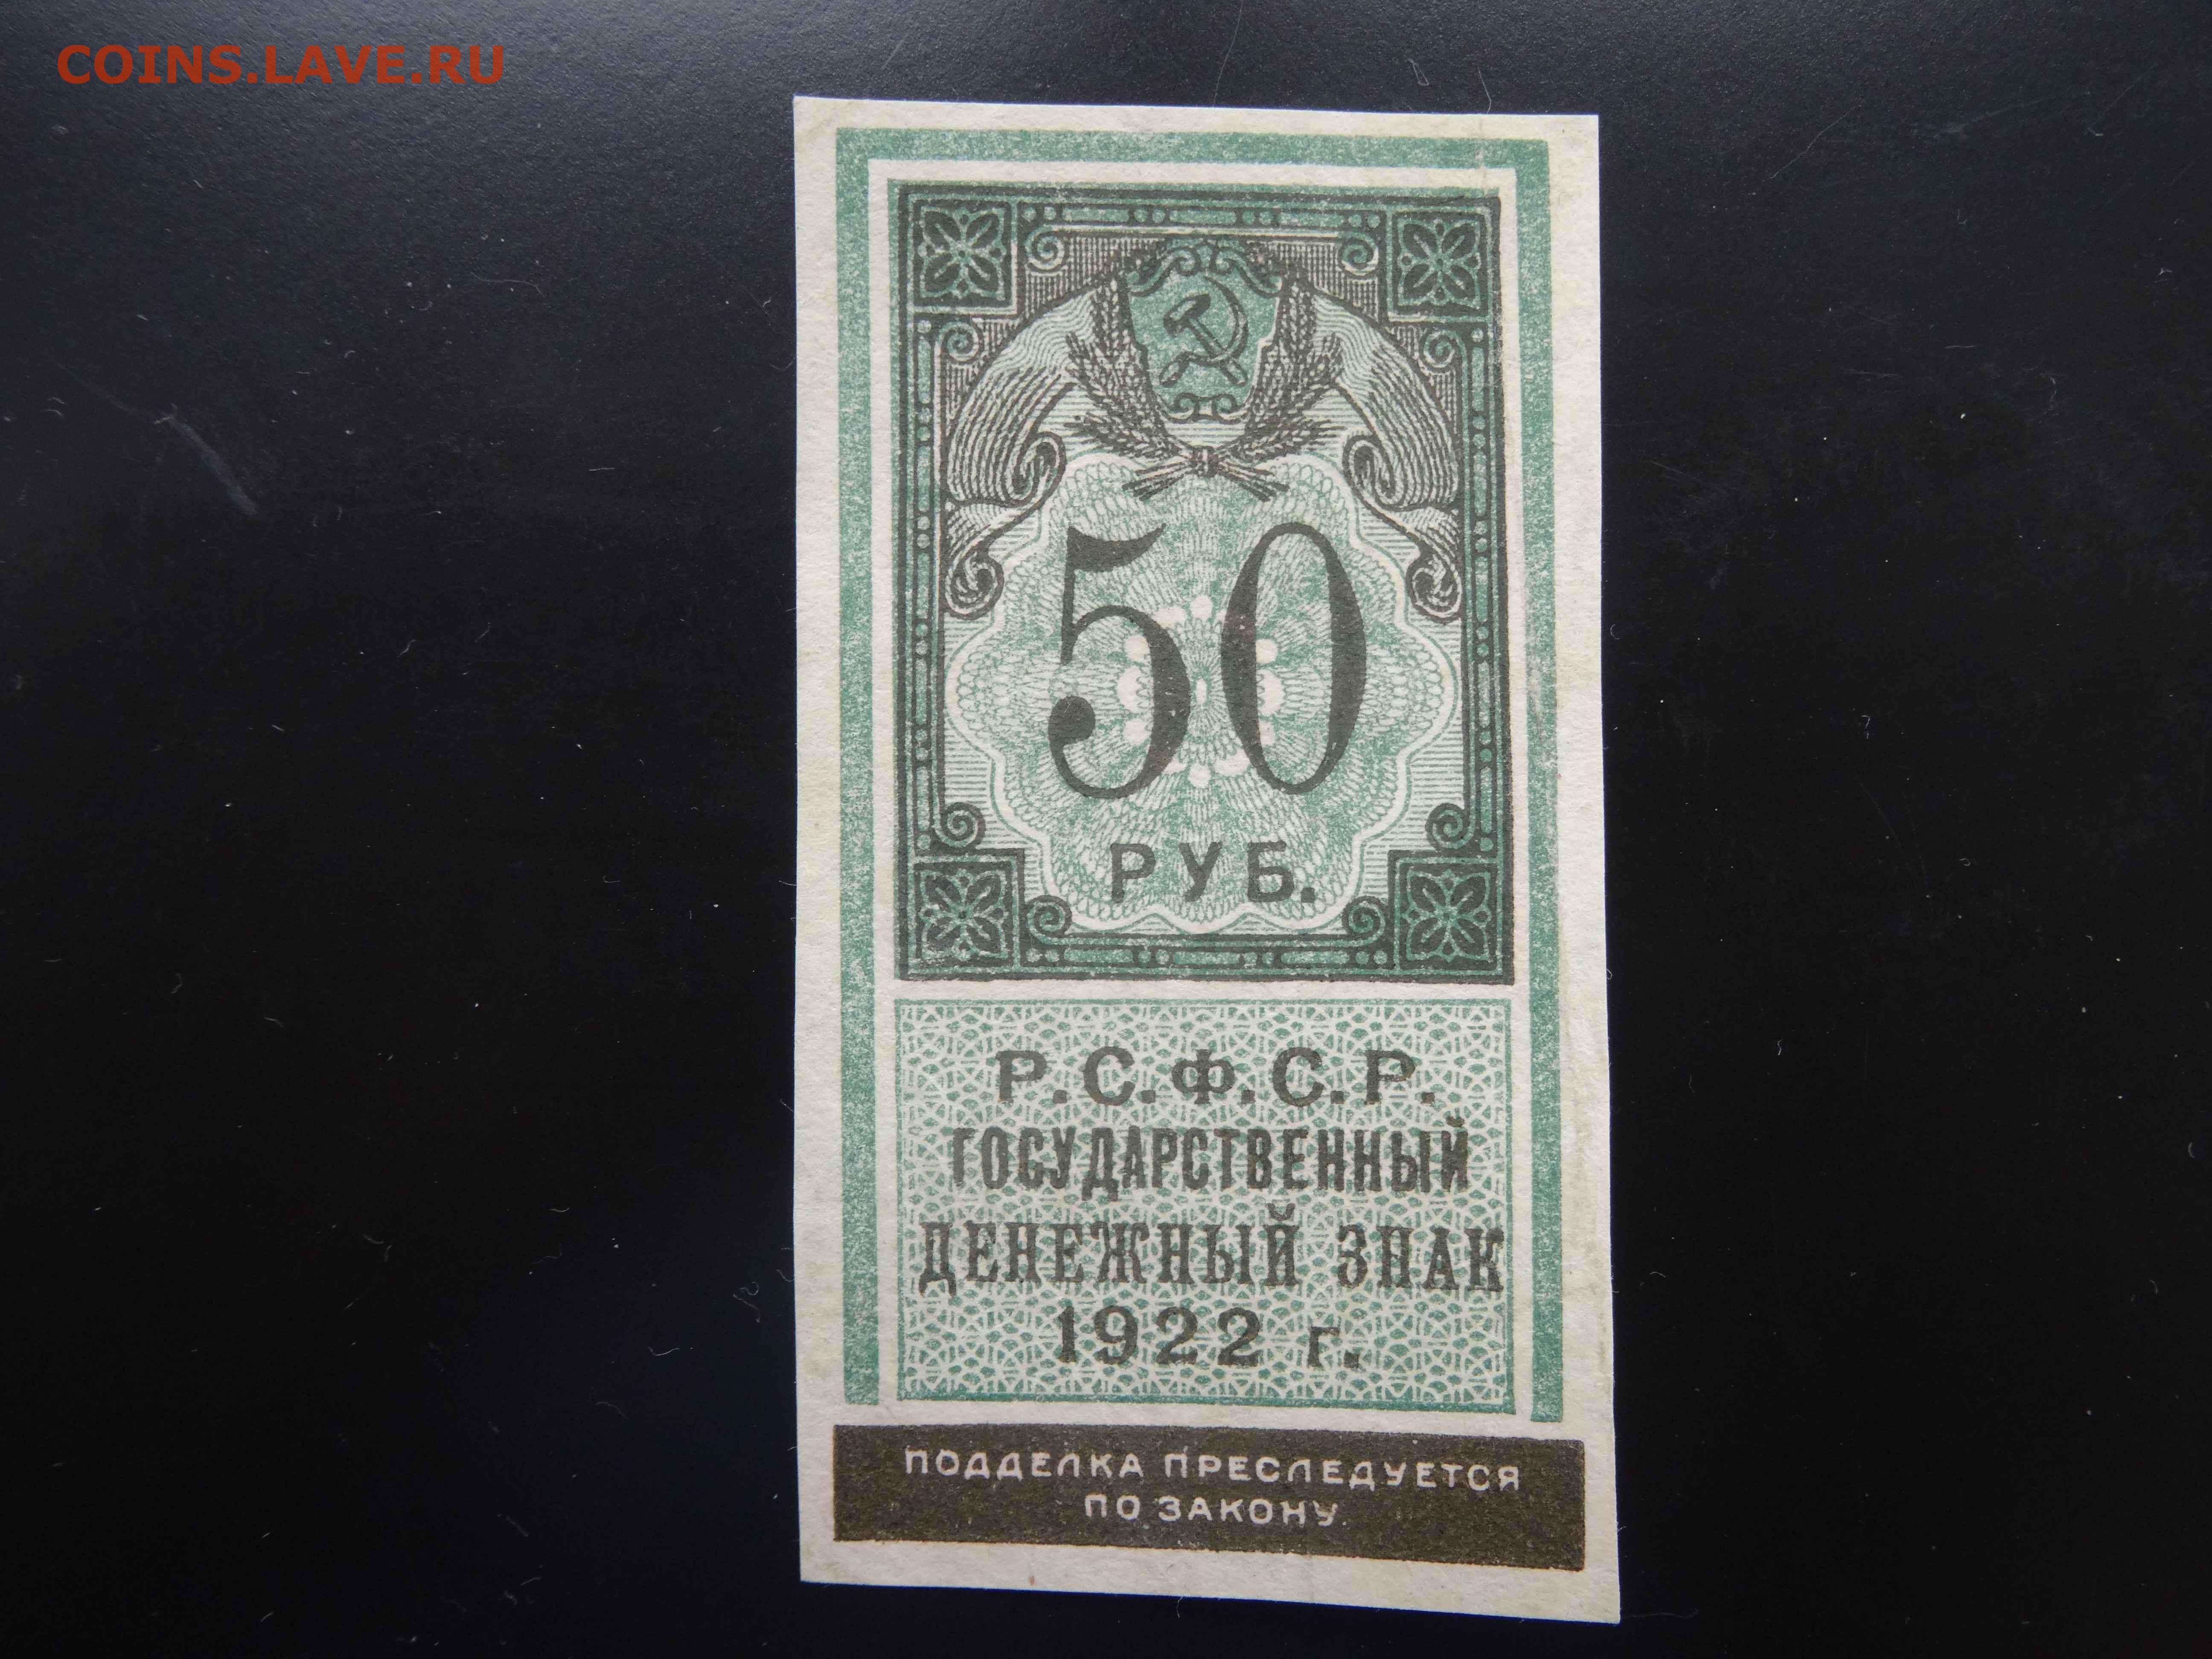 COINS.LAVE.RU
50
РУБ.
Р.С.Ф.С.Р.
ГОСУДАРСТВЕННЫЙ
ДЕНЕЖНЫЙ ЗНАК
1922 г.
ПОДДЕЛКА ПРЕСЛЕДУЕТСЯ
ПО ЗАКОНУ.